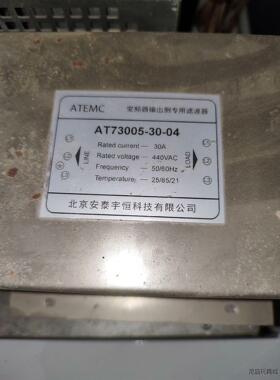 ATEMC 变频器输出侧专用滤波器
AT73005-30-04
Rated current - 30A
Rated voltage - 440VAC
Frequency - 50/60Hz
Temperature - 25/85/21
LINE
LOAD
北京安泰宇恒科技有限公司